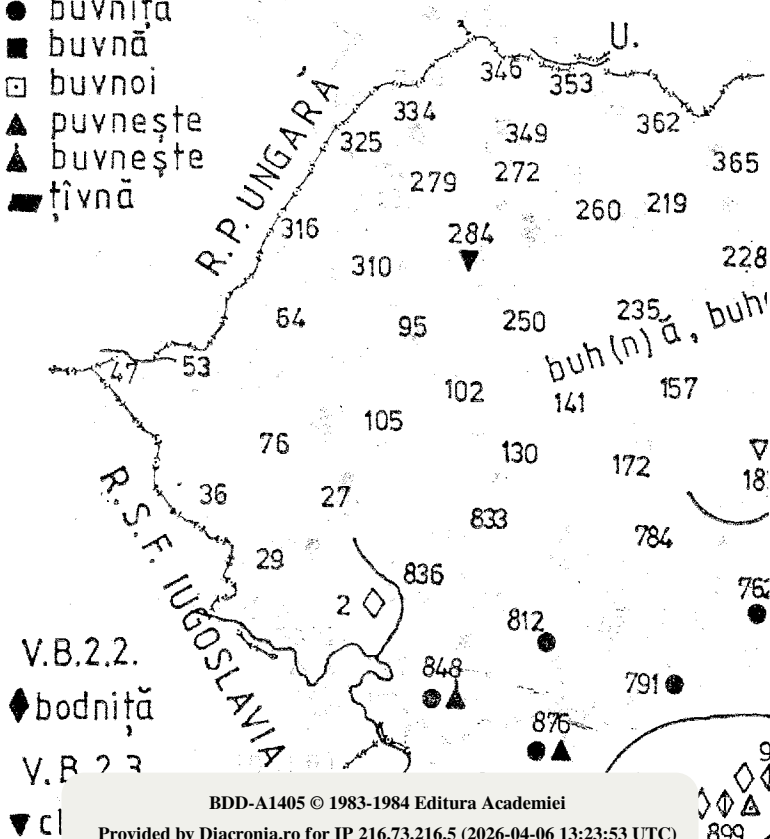 buvniță
buvnă
buvnoi
puvnește
buvnește
țîvnă
U.
R.P. UNGARĂ
346
353
334
325
349
362
279
272
365
260
219
316
284
310
228
64
95
250
235
buh(n)ă, buh
47
53
102
141
157
105
76
130
172
36
27
833
784
29
836
2
812
848
791
876
R.S.F. IUGOSLAVIA
V.B.2.2.
bodniță
V.B.2.3
899
BDD-A1405 © 1983-1984 Editura Academiei
Provided by Diacronia.ro for IP 216.73.216.5 (2026-04-06 13:23:53 UTC)